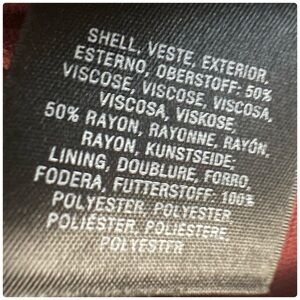 SHELL, VESTE, EXTERIOR,
ESTERNO, OBERSTOFF: 50%
VISCOSE, VISCOSE, VISCOSA,
VISCOSA, VISKOSE,
50% RAYON, RAYONNE, RAYÓN,
RAYON, KUNSTSEIDE:
LINING, DOUBLURE, FORRO,
FODERA, FUTTERSTOFF: 100%
POLYESTER, POLYESTER
POLIÉSTER, POLIESTERE
POLYESTER